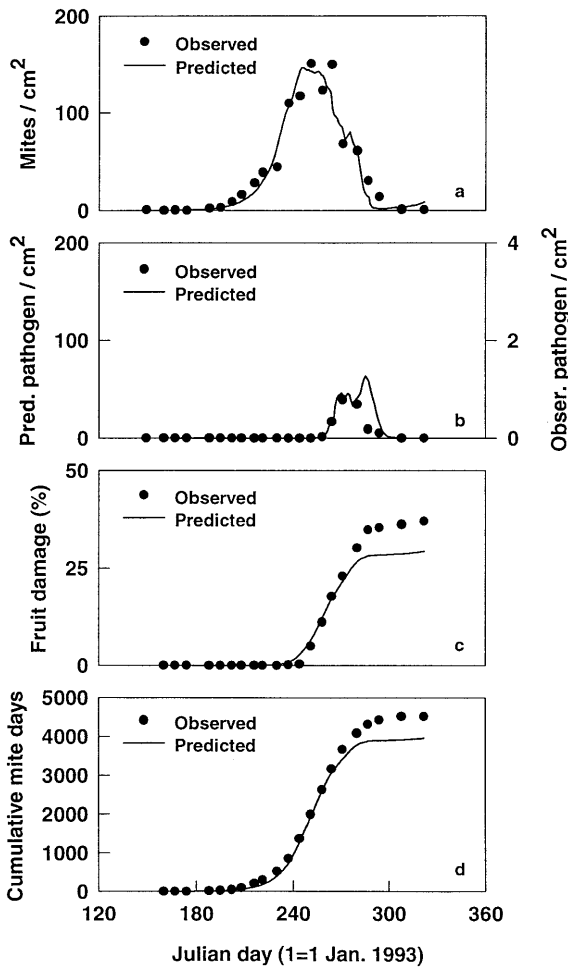 200
100
0
Mites / cm2
Observed
Predicted
a
200
100
0
Pred. pathogen / cm2
4
2
0
Obser. pathogen / cm2
Observed
Predicted
b
50
25
0
Fruit damage (%)
Observed
Predicted
c
5000
4000
3000
2000
1000
0
Cumulative mite days
Observed
Predicted
d
120 180 240 300 360
Julian day (1=1 Jan. 1993)